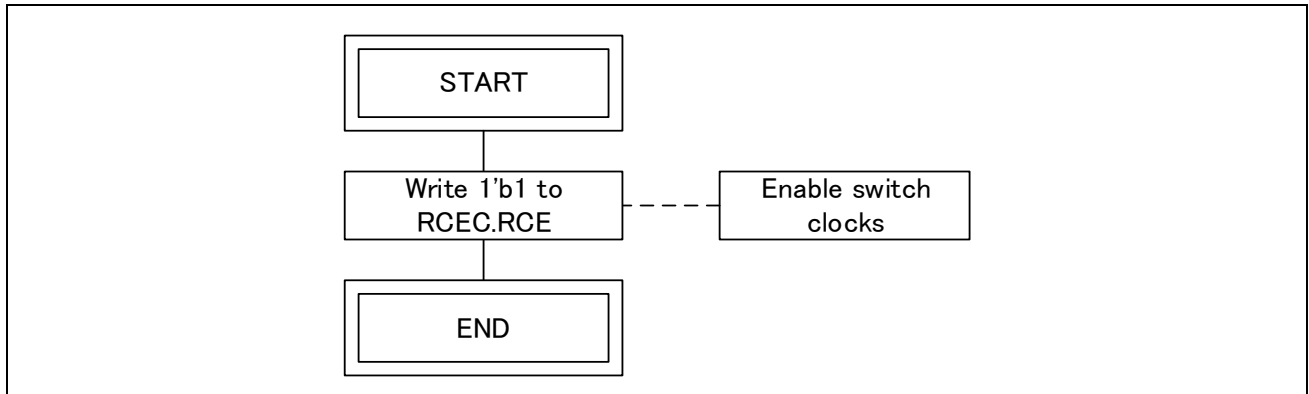 START
Write 1'b1 to
RCEC.RCE
Enable switch
clocks
END